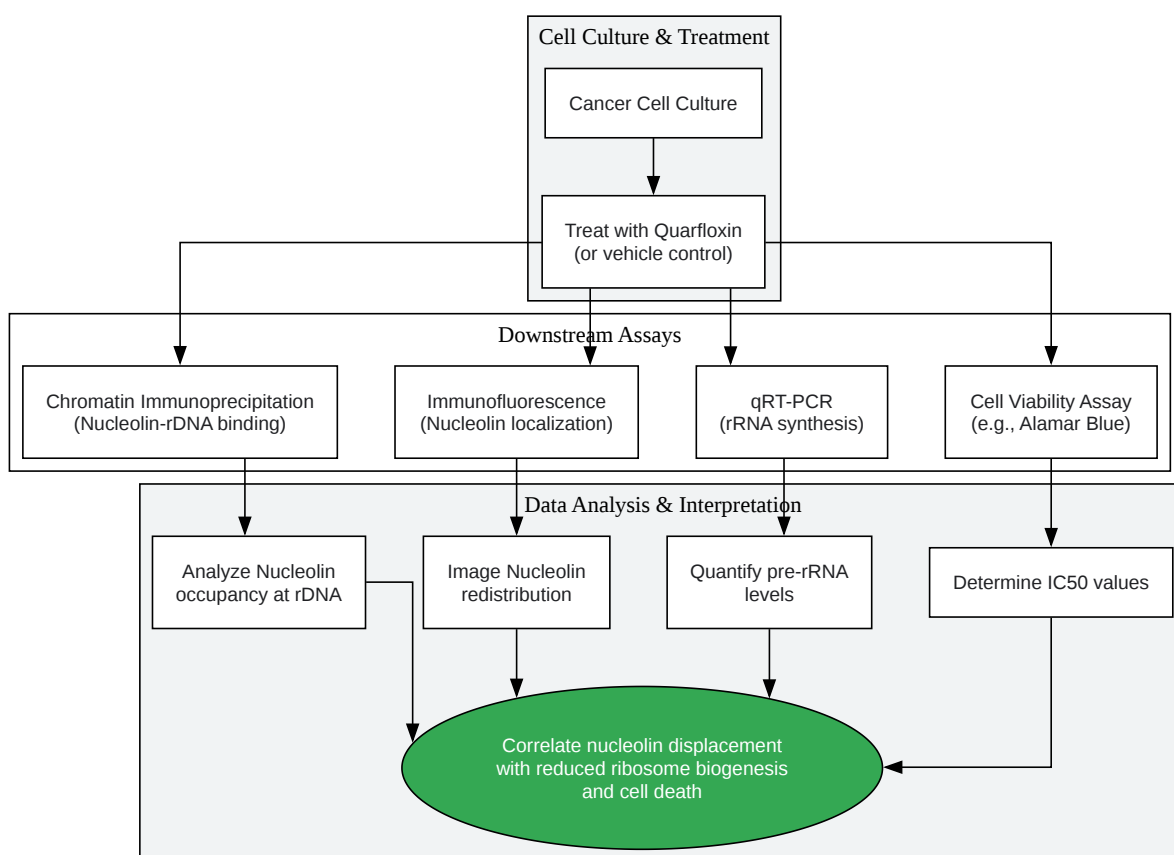 Cell Culture & Treatment
Cancer Cell Culture
Treat with Quarfloxin
(or vehicle control)
Downstream Assays
Chromatin Immunoprecipitation
(Nucleolin-rDNA binding)
Immunofluorescence
(Nucleolin localization)
qRT-PCR
(rRNA synthesis)
Cell Viability Assay
(e.g., Alamar Blue)
Data Analysis & Interpretation
Analyze Nucleolin
occupancy at rDNA
Image Nucleolin
redistribution
Quantify pre-rRNA
levels
Determine IC50 values
Correlate nucleolin displacement
with reduced ribosome biogenesis
and cell death